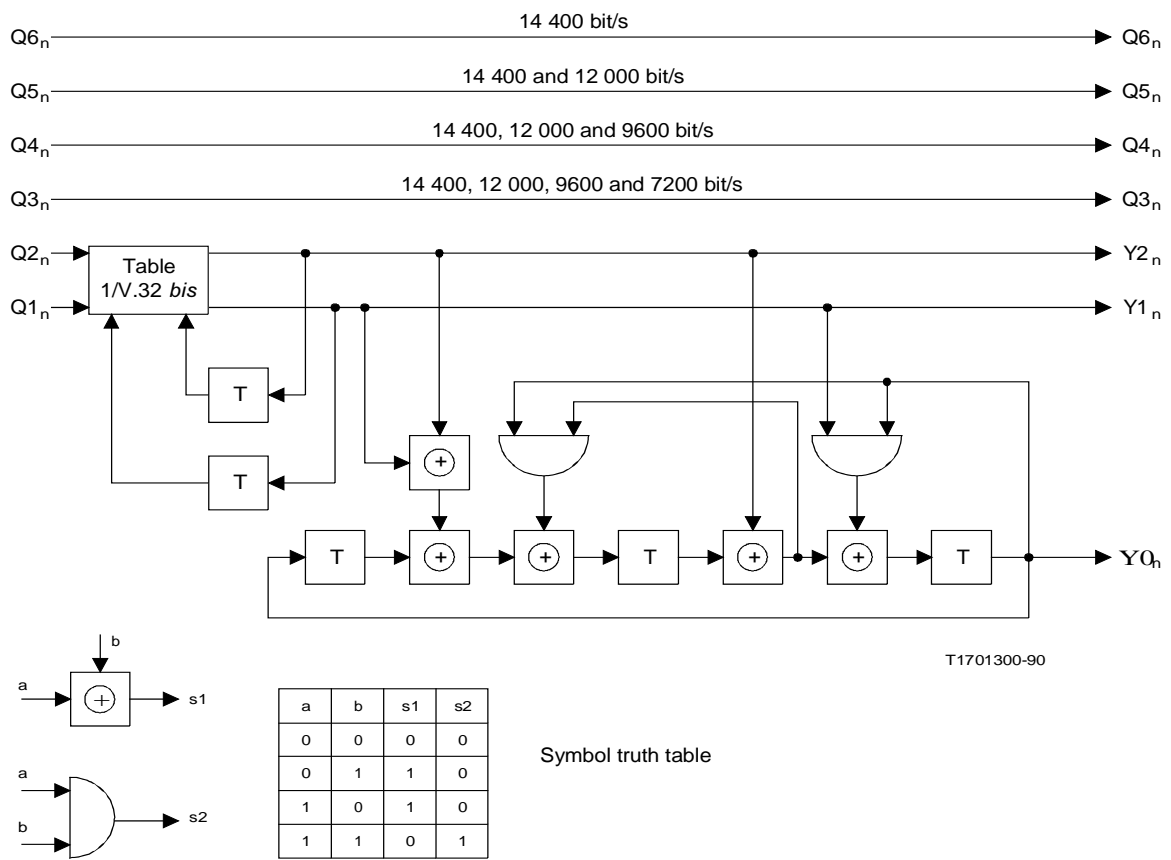 14 400 bit/s
Q6n Q6n
14 400 and 12 000 bit/s
Q5n Q5n
14 400, 12 000 and 9600 bit/s
Q4n Q4n
14 400, 12 000, 9600 and 7200 bit/s
Q3n Q3n
Q2n Y2n
Table
1/V.32 bis
Q1n Y1n
T
+
T
T + + T + + T Y0n
T1701300-90
b
a + s1
a b s1 s2
0 0 0 0
0 1 1 0
1 0 1 0
1 1 0 1
Symbol truth table
a
b s2